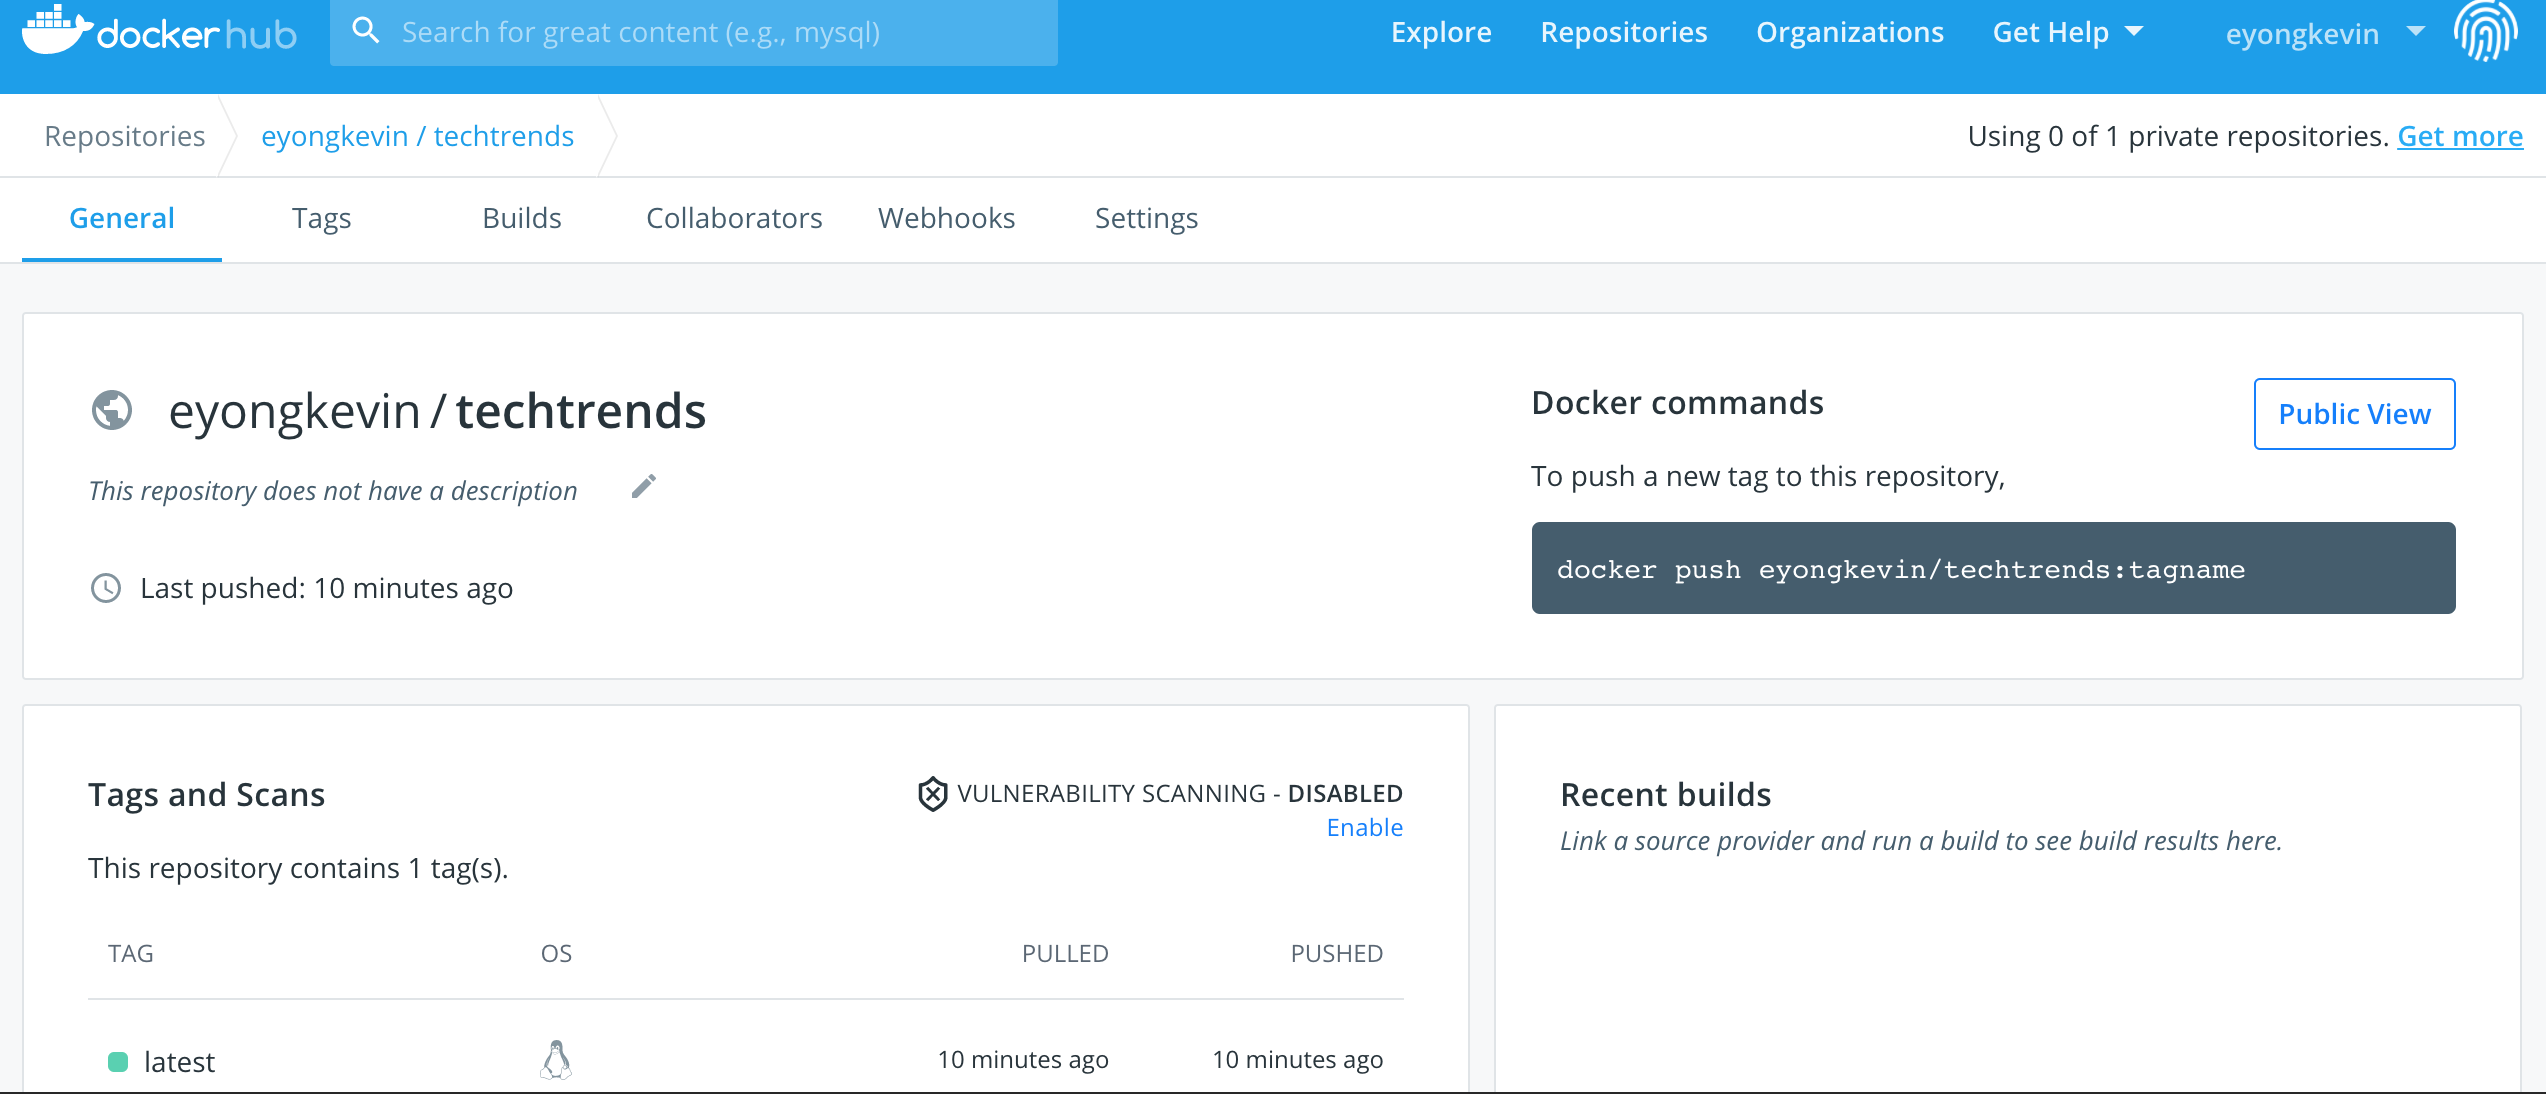 docker hub
Search for great content (e.g., mysql)
Explore
Repositories
Organizations
Get Help
eyongkevin
Repositories
eyongkevin / techtrends
Using 0 of 1 private repositories. Get more
General
Tags
Builds
Collaborators
Webhooks
Settings
eyongkevin / techtrends
This repository does not have a description
Last pushed: 10 minutes ago
Docker commands
Public View
To push a new tag to this repository,
docker push eyongkevin/techtrends:tagname
Tags and Scans
VULNERABILITY SCANNING - DISABLED
Enable
This repository contains 1 tag(s).
TAG
OS
PULLED
PUSHED
latest
10 minutes ago
10 minutes ago
Recent builds
Link a source provider and run a build to see build results here.